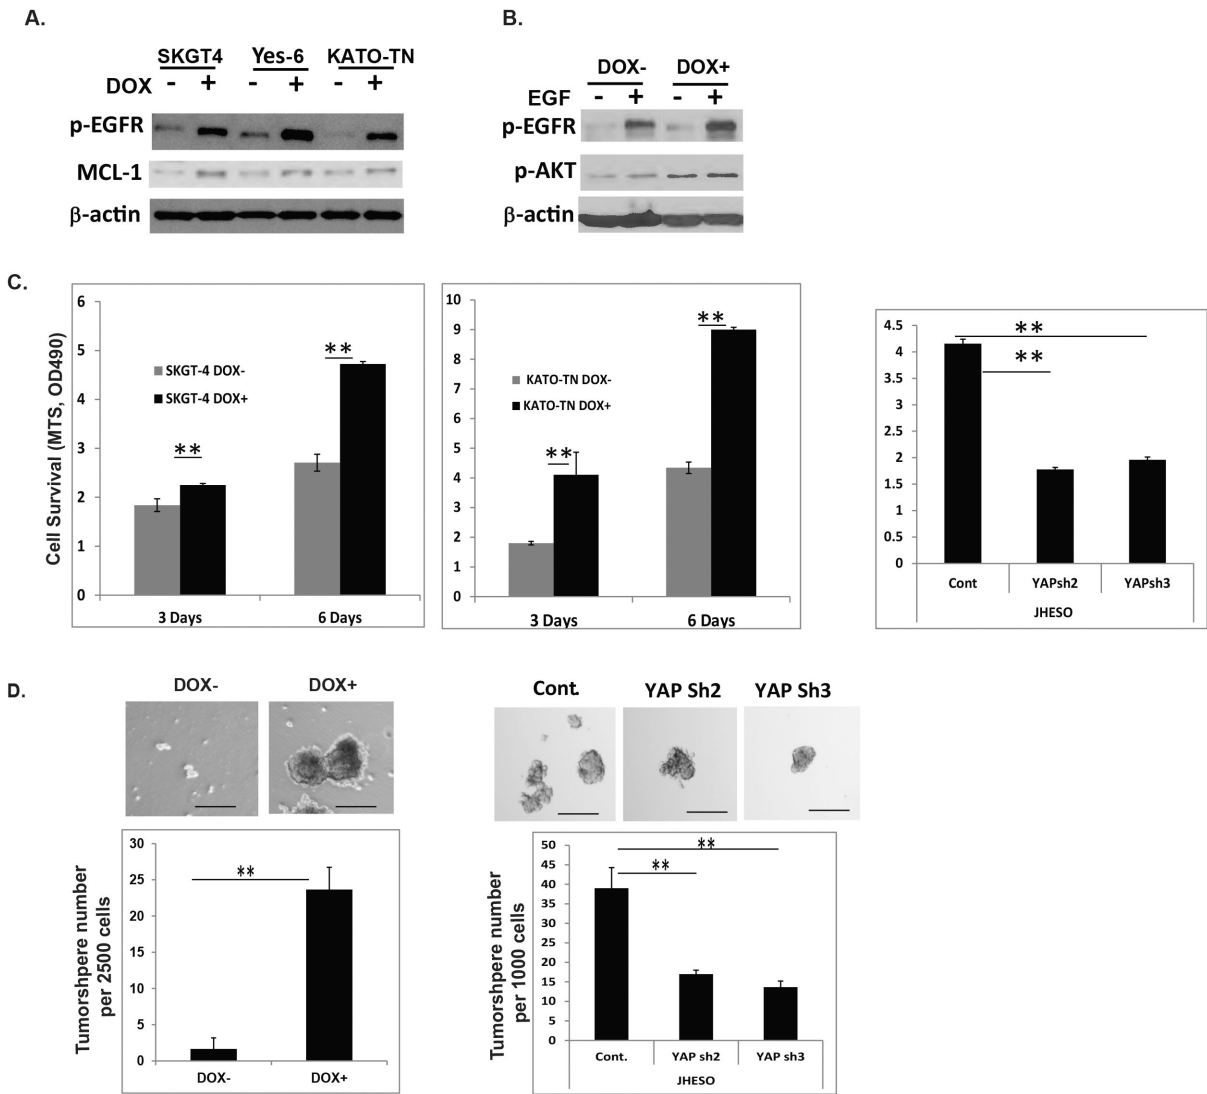 A.
SKGT4 Yes-6 KATO-TN
DOX - + - + - +
p-EGFR
MCL-1
β-actin
B.
DOX- DOX+
EGF - + - +
p-EGFR
p-AKT
β-actin
C.
Cell Survival (MTS, OD490)
6
5
4
3
2
1
0
SKGT-4 DOX-
SKGT-4 DOX+
**
**
3 Days 6 Days
10
9
8
7
6
5
4
3
2
1
0
KATO-TN DOX-
KATO-TN DOX+
**
**
3 Days 6 Days
4.5
4
3.5
3
2.5
2
1.5
1
0.5
0
**
**
Cont YAPsh2 YAPsh3
JHESO
D.
DOX- DOX+
Tumorshpere number
per 2500 cells
30
25
20
15
10
5
0
**
DOX- DOX+
Cont. YAP Sh2 YAP Sh3
Tumorshpere number
per 1000 cells
50
45
40
35
30
25
20
15
10
5
0
**
**
Cont. YAP sh2 YAP sh3
JHESO